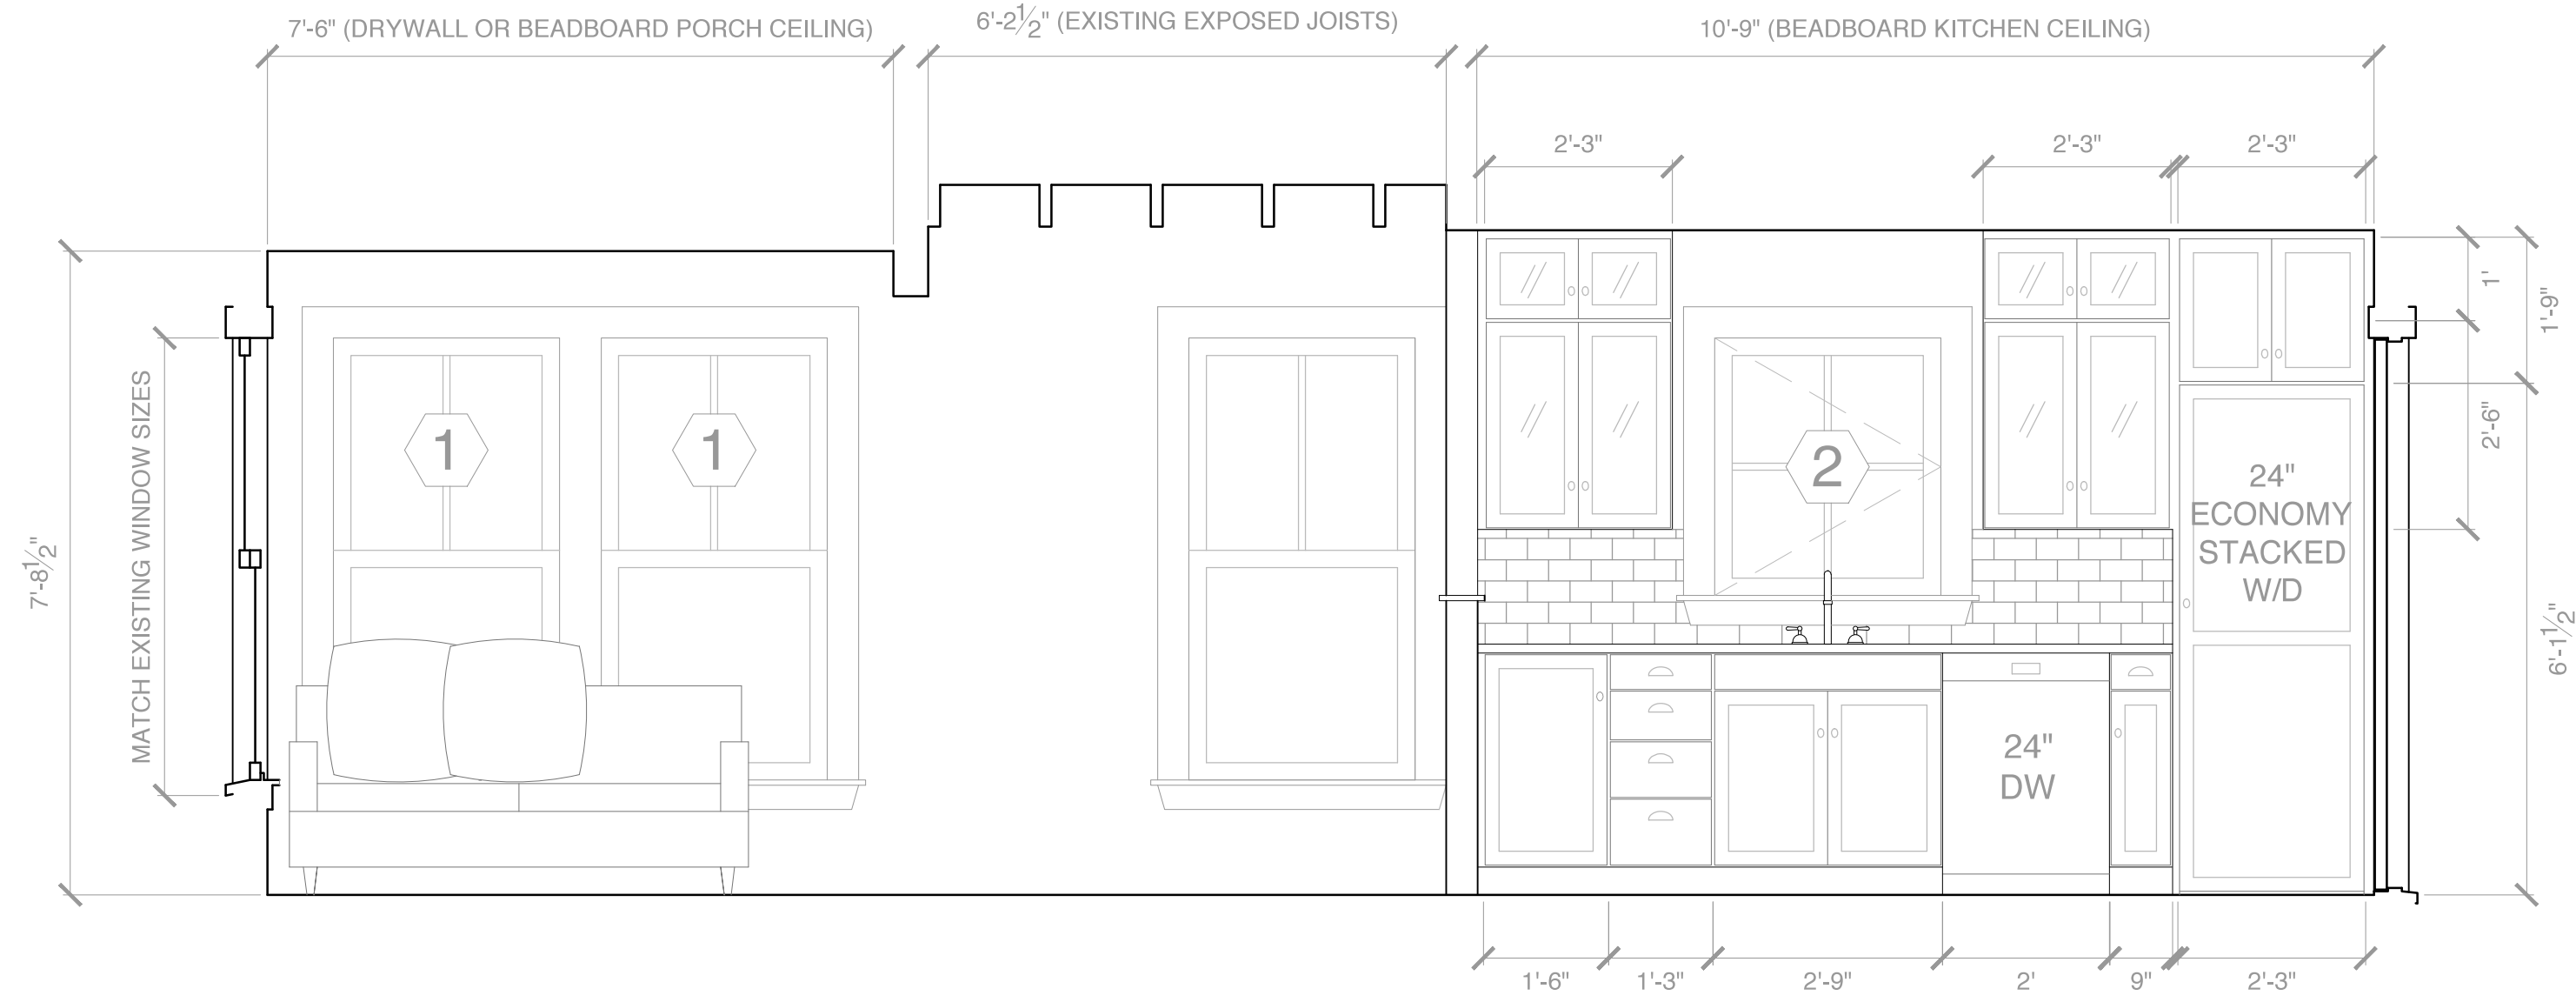 7'-6" (DRYWALL OR BEADBOARD PORCH CEILING)
6'-2½" (EXISTING EXPOSED JOISTS)
10'-9" (BEADBOARD KITCHEN CEILING)
2'-3"
2'-3"
2'-3"
7'-8½"
MATCH EXISTING WINDOW SIZES
1
1
2
24"
ECONOMY
STACKED
W/D
24"
DW
1'
1'-9"
2'-6"
6'-1½"
1'-6"
1'-3"
2'-9"
2'
9"
2'-3"